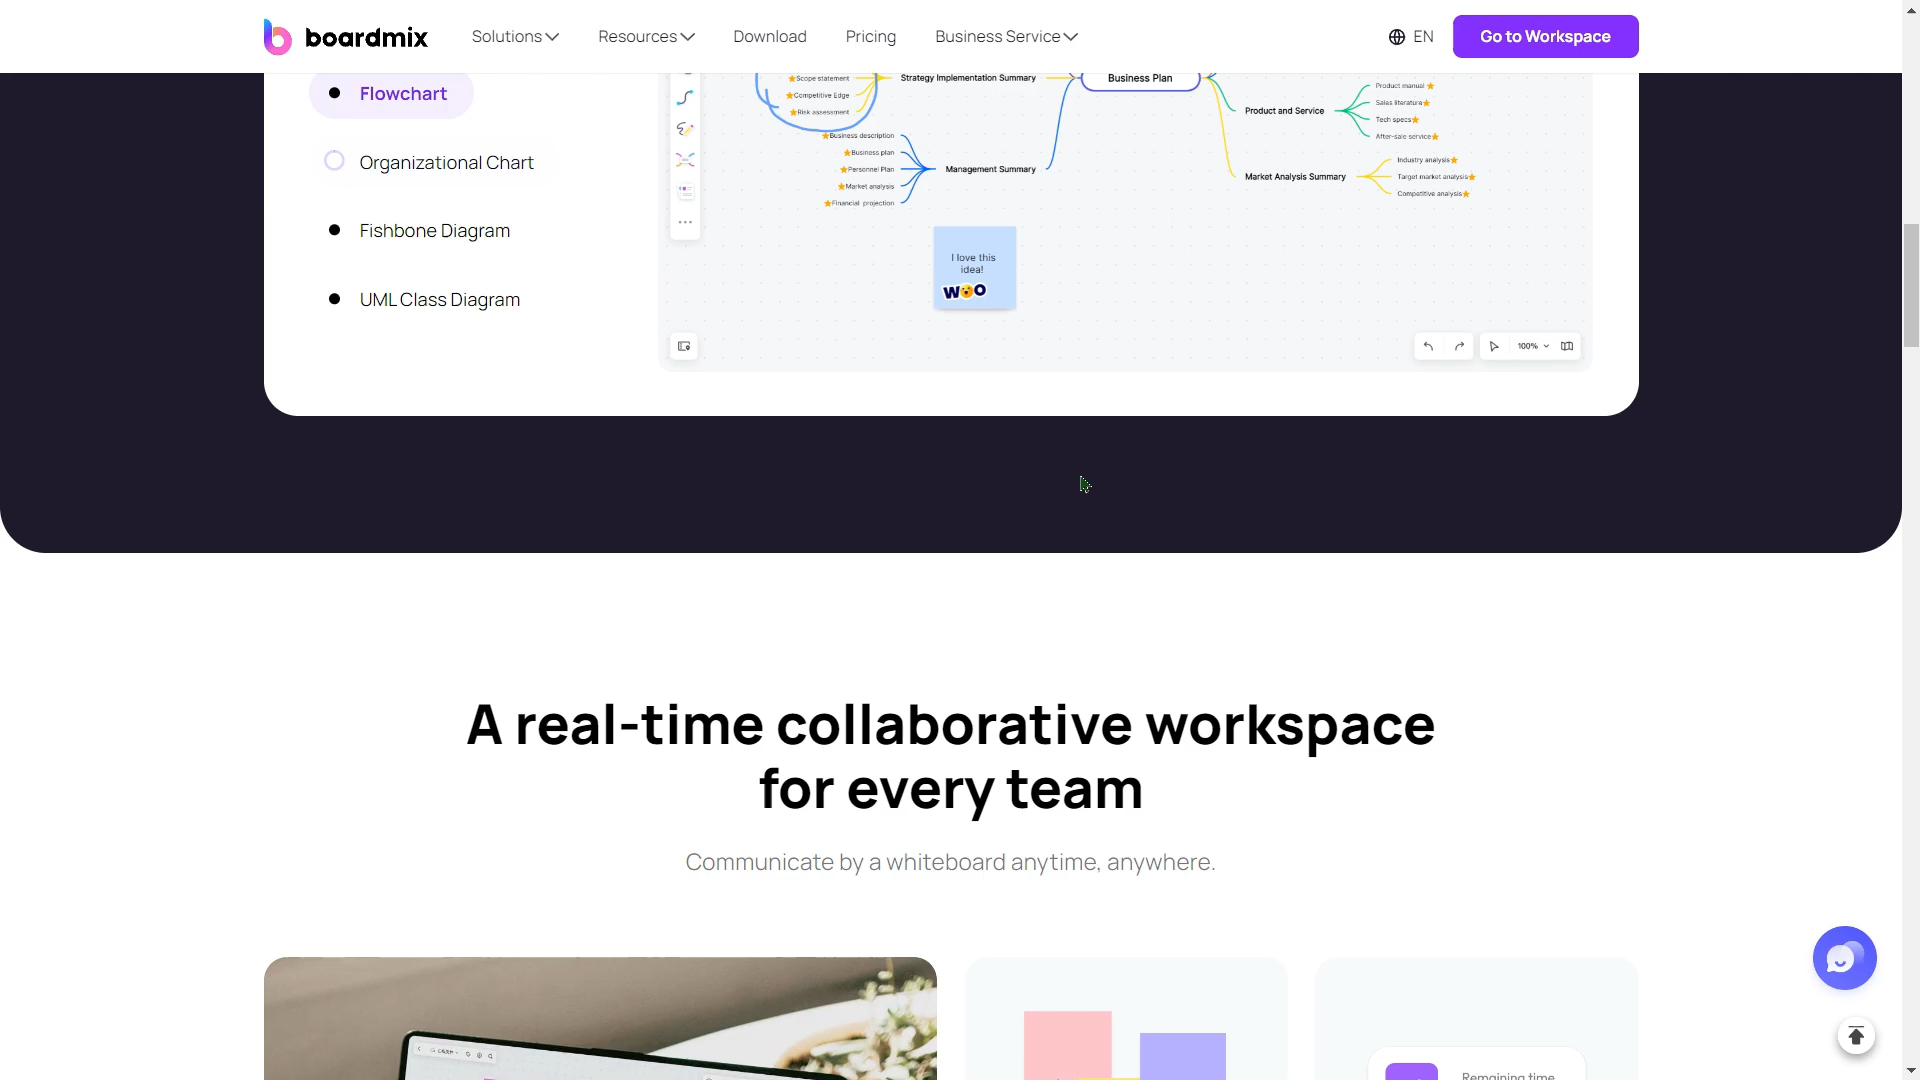 boardmix
Solutions
Resources
Download
Pricing
Business Service
EN
Go to Workspace
Flowchart
Organizational Chart
Fishbone Diagram
UML Class Diagram
Scope statement
Competitive Edge
Risk assessment
Strategy Implementation Summary
Business description
Business plan
Personnel Plan
Market analysis
Financial projection
Management Summary
Business Plan
Product and Service
Product manual
Sales literature
Tech specs
After-sale service
Market Analysis Summary
Industry analysis
Target market analysis
Competitive analysis
I love this
idea!
WOO
100%
A real-time collaborative workspace
for every team
Communicate by a whiteboard anytime, anywhere.
Remaining time